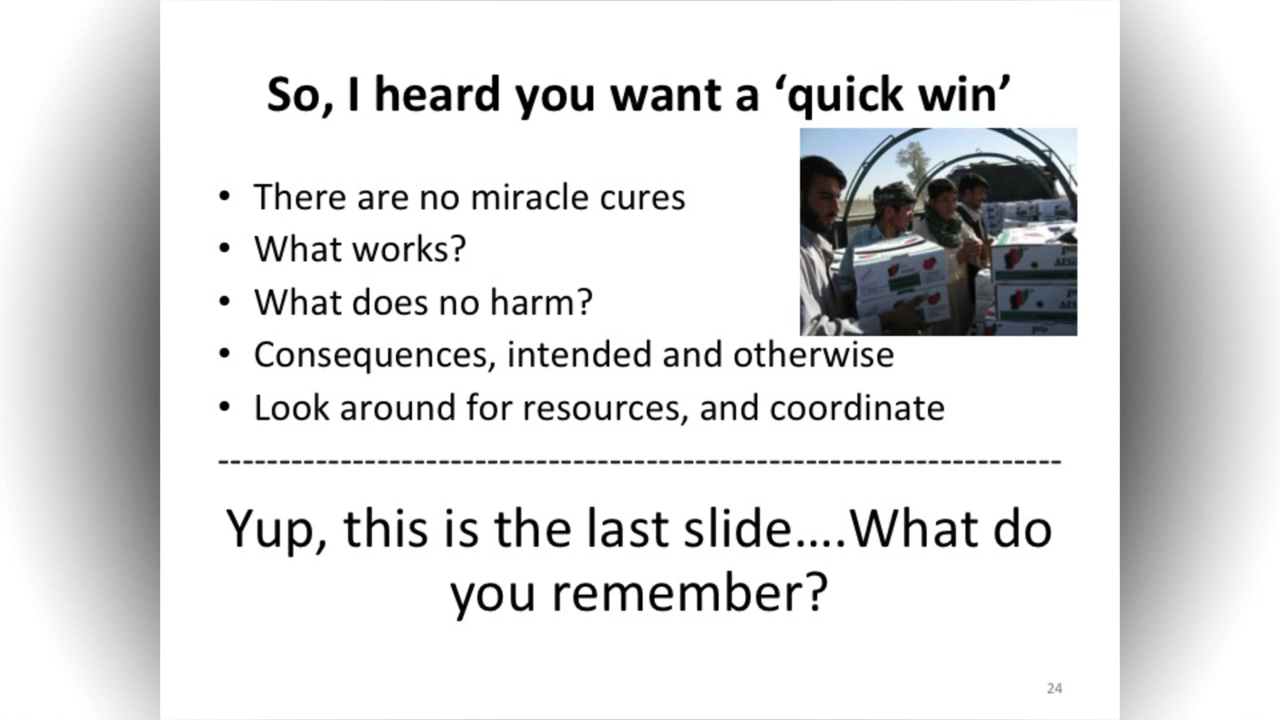 So, I heard you want a ‘quick win’
• There are no miracle cures
• What works?
• What does no harm?
• Consequences, intended and otherwise
• Look around for resources, and coordinate
----------------------------------------------------------------------
Yup, this is the last slide....What do
you remember?
24